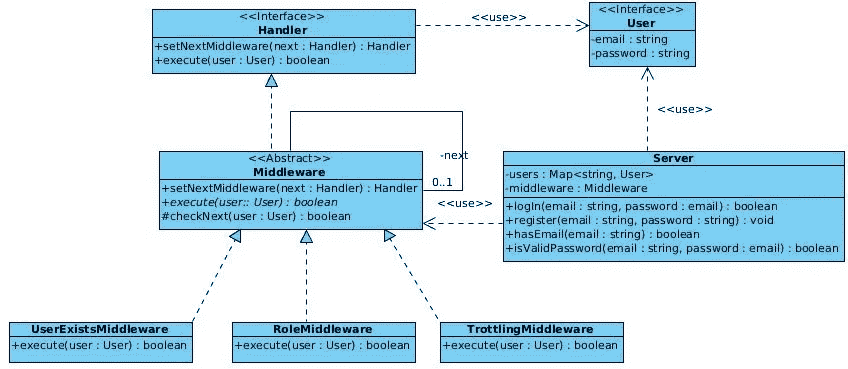 <<Interface>>
Handler
+setNextMiddleware(next : Handler) : Handler
+execute(user : User) : boolean
<<use>>
<<Interface>>
User
-email : string
-password : string
<<use>>
<<Abstract>>
Middleware
+setNextMiddleware(next : Handler) : Handler
+execute(user:: User) : boolean
#checkNext(user : User) : boolean
-next
0..1
<<use>>
Server
-users : Map<string, User>
-middleware : Middleware
+logIn(email : string, password : email) : boolean
+register(email : string, password : string) : void
+hasEmail(email : string) : boolean
+isValidPassword(email : string, password : email) : boolean
UserExistsMiddleware
+execute(user : User) : boolean
RoleMiddleware
+execute(user : User) : boolean
TrottlingMiddleware
+execute(user : User) : boolean